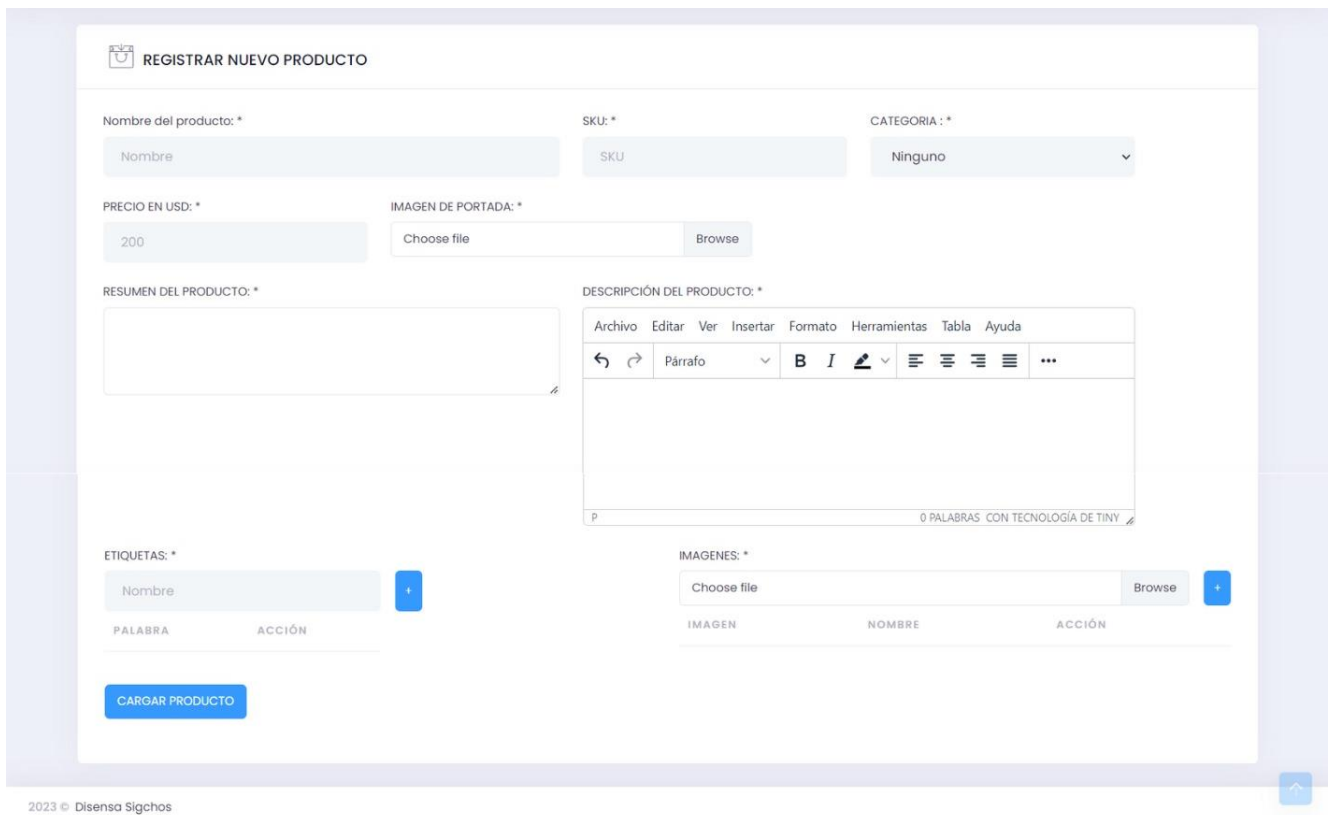 REGISTRAR NUEVO PRODUCTO
Nombre del producto: * SKU: * CATEGORIA : *
Nombre SKU Ninguno
PRECIO EN USD: * IMAGEN DE PORTADA: *
200 Choose file Browse
RESUMEN DEL PRODUCTO: * DESCRIPCIÓN DEL PRODUCTO: *
Archivo Editar Ver Insertar Formato Herramientas Tabla Ayuda
Párrafo B I
P 0 PALABRAS CON TECNOLOGÍA DE TINY
ETIQUETAS: * IMAGENES: *
Nombre + Choose file Browse +
PALABRA ACCIÓN IMAGEN NOMBRE ACCIÓN
CARGAR PRODUCTO
2023 © Disensa Sigchos